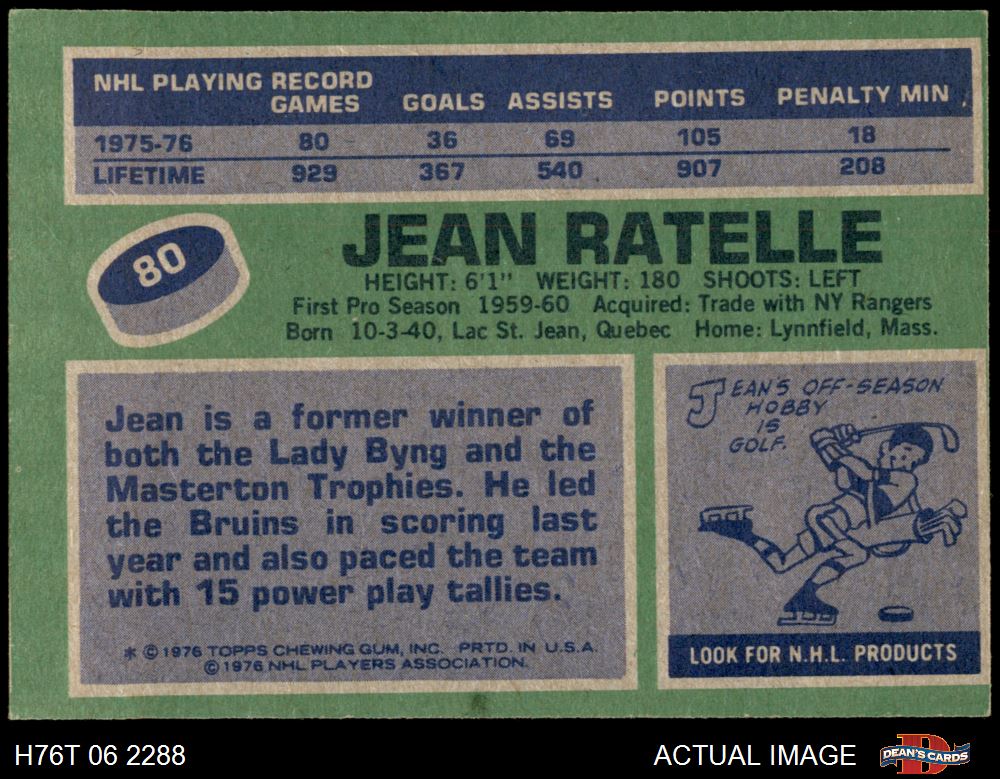 NHL PLAYING RECORD
GAMES GOALS ASSISTS POINTS PENALTY MIN.
1975-76 80 36 69 105 18
LIFETIME 929 367 540 907 208
80
JEAN RATELLE
HEIGHT: 6'1" WEIGHT: 180 SHOOTS: LEFT
First Pro Season 1959-60 Acquired: Trade with NY Rangers
Born 10-3-40, Lac St. Jean, Quebec Home: Lynnfield, Mass.
Jean is a former winner of
both the Lady Byng and the
Masterton Trophies. He led
the Bruins in scoring last
year and also paced the team
with 15 power play tallies.
* © 1976 TOPPS CHEWING GUM, INC. PRTD. IN U.S.A.
© 1976 NHL PLAYERS ASSOCIATION.
JEAN'S OFF-SEASON
HOBBY
IS
GOLF.
LOOK FOR N.H.L. PRODUCTS
H76T 06 2288
ACTUAL IMAGE
D
DEAN'S CARDS